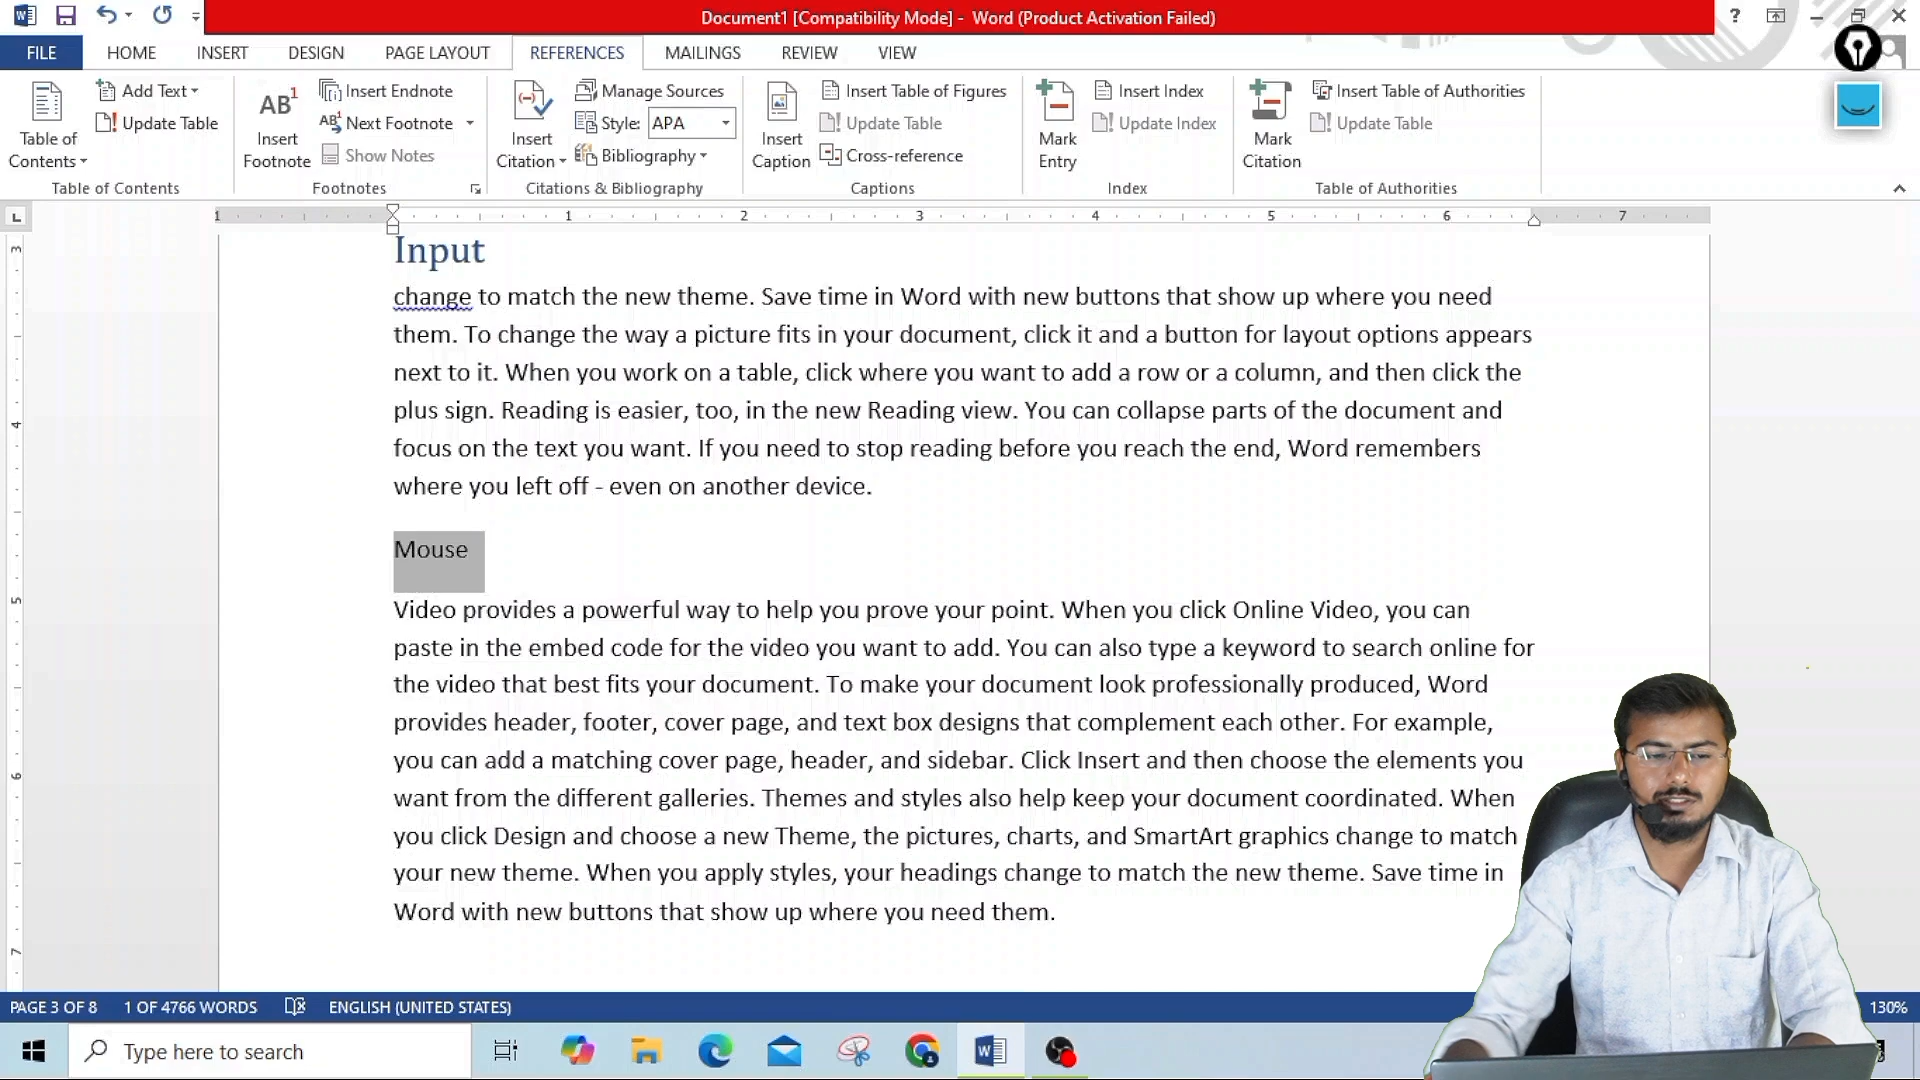 Document1 [Compatibility Mode] - Word (Product Activation Failed)
?
FILE HOME INSERT DESIGN PAGE LAYOUT REFERENCES MAILINGS REVIEW VIEW
Table of Contents
Add Text
Update Table
Table of Contents
AB1 Insert Footnote
Insert Endnote
AB1 Next Footnote
Show Notes
Footnotes
Insert Citation
Manage Sources
Style: APA
Bibliography
Citations & Bibliography
Insert Caption
Insert Table of Figures
Update Table
Cross-reference
Captions
Mark Entry
Insert Index
Update Index
Index
Mark Citation
Insert Table of Authorities
Update Table
Table of Authorities
1 1 2 3 4 5 6 7
3
4
5
6
7
Input
change to match the new theme. Save time in Word with new buttons that show up where you need
them. To change the way a picture fits in your document, click it and a button for layout options appears
next to it. When you work on a table, click where you want to add a row or a column, and then click the
plus sign. Reading is easier, too, in the new Reading view. You can collapse parts of the document and
focus on the text you want. If you need to stop reading before you reach the end, Word remembers
where you left off - even on another device.
Mouse
Video provides a powerful way to help you prove your point. When you click Online Video, you can
paste in the embed code for the video you want to add. You can also type a keyword to search online for
the video that best fits your document. To make your document look professionally produced, Word
provides header, footer, cover page, and text box designs that complement each other. For example,
you can add a matching cover page, header, and sidebar. Click Insert and then choose the elements you
want from the different galleries. Themes and styles also help keep your document coordinated. When
you click Design and choose a new Theme, the pictures, charts, and SmartArt graphics change to match
your new theme. When you apply styles, your headings change to match the new theme. Save time in
Word with new buttons that show up where you need them.
PAGE 3 OF 8 1 OF 4766 WORDS ENGLISH (UNITED STATES) 130%
Type here to search